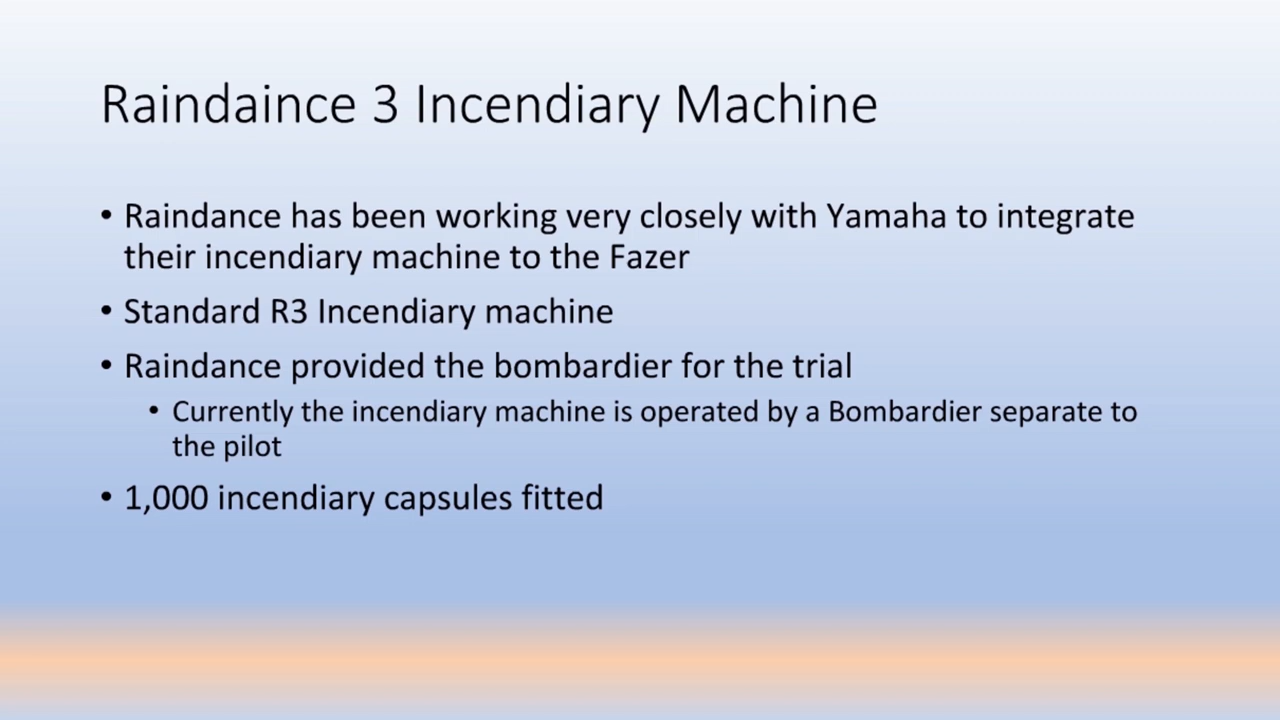 Raindaince 3 Incendiary Machine
• Raindance has been working very closely with Yamaha to integrate
their incendiary machine to the Fazer
• Standard R3 Incendiary machine
• Raindance provided the bombardier for the trial
• Currently the incendiary machine is operated by a Bombardier separate to
the pilot
• 1,000 incendiary capsules fitted